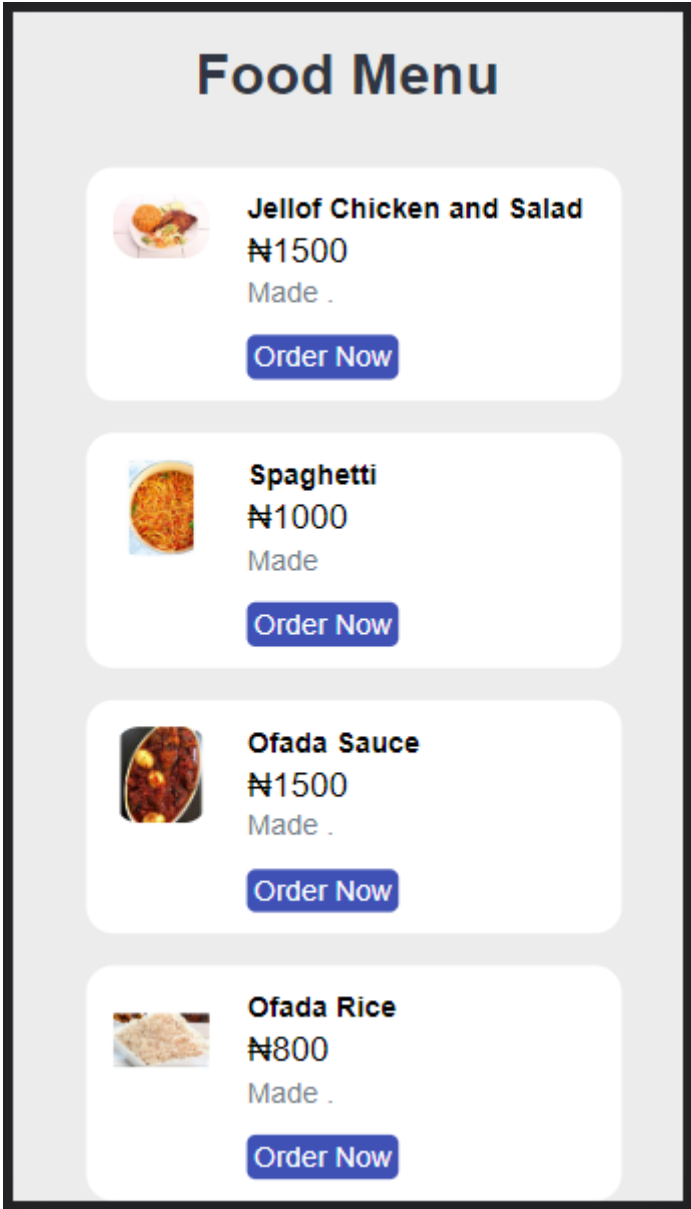 Food Menu
Jellof Chicken and Salad
₦1500
Made .
Order Now
Spaghetti
₦1000
Made
Order Now
Ofada Sauce
₦1500
Made .
Order Now
Ofada Rice
₦800
Made .
Order Now